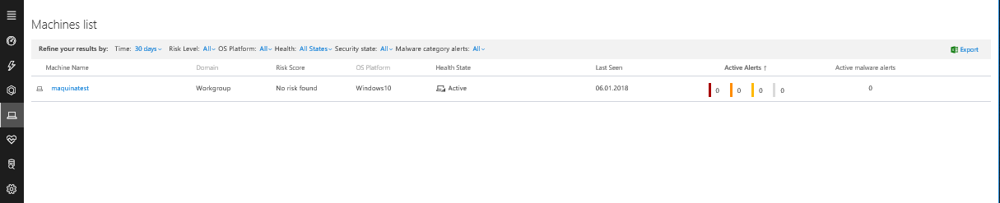 Machines list
Refine your results by: Time: 30 days Risk Level: All OS Platform: All Health: All States Security state: All Malware category alerts: All Export
Machine Name Domain Risk Score OS Platform Health State Last Seen Active Alerts ↑ Active malware alerts
maquinatest Workgroup No risk found Windows10 Active 06.01.2018 0 0 0 0 0